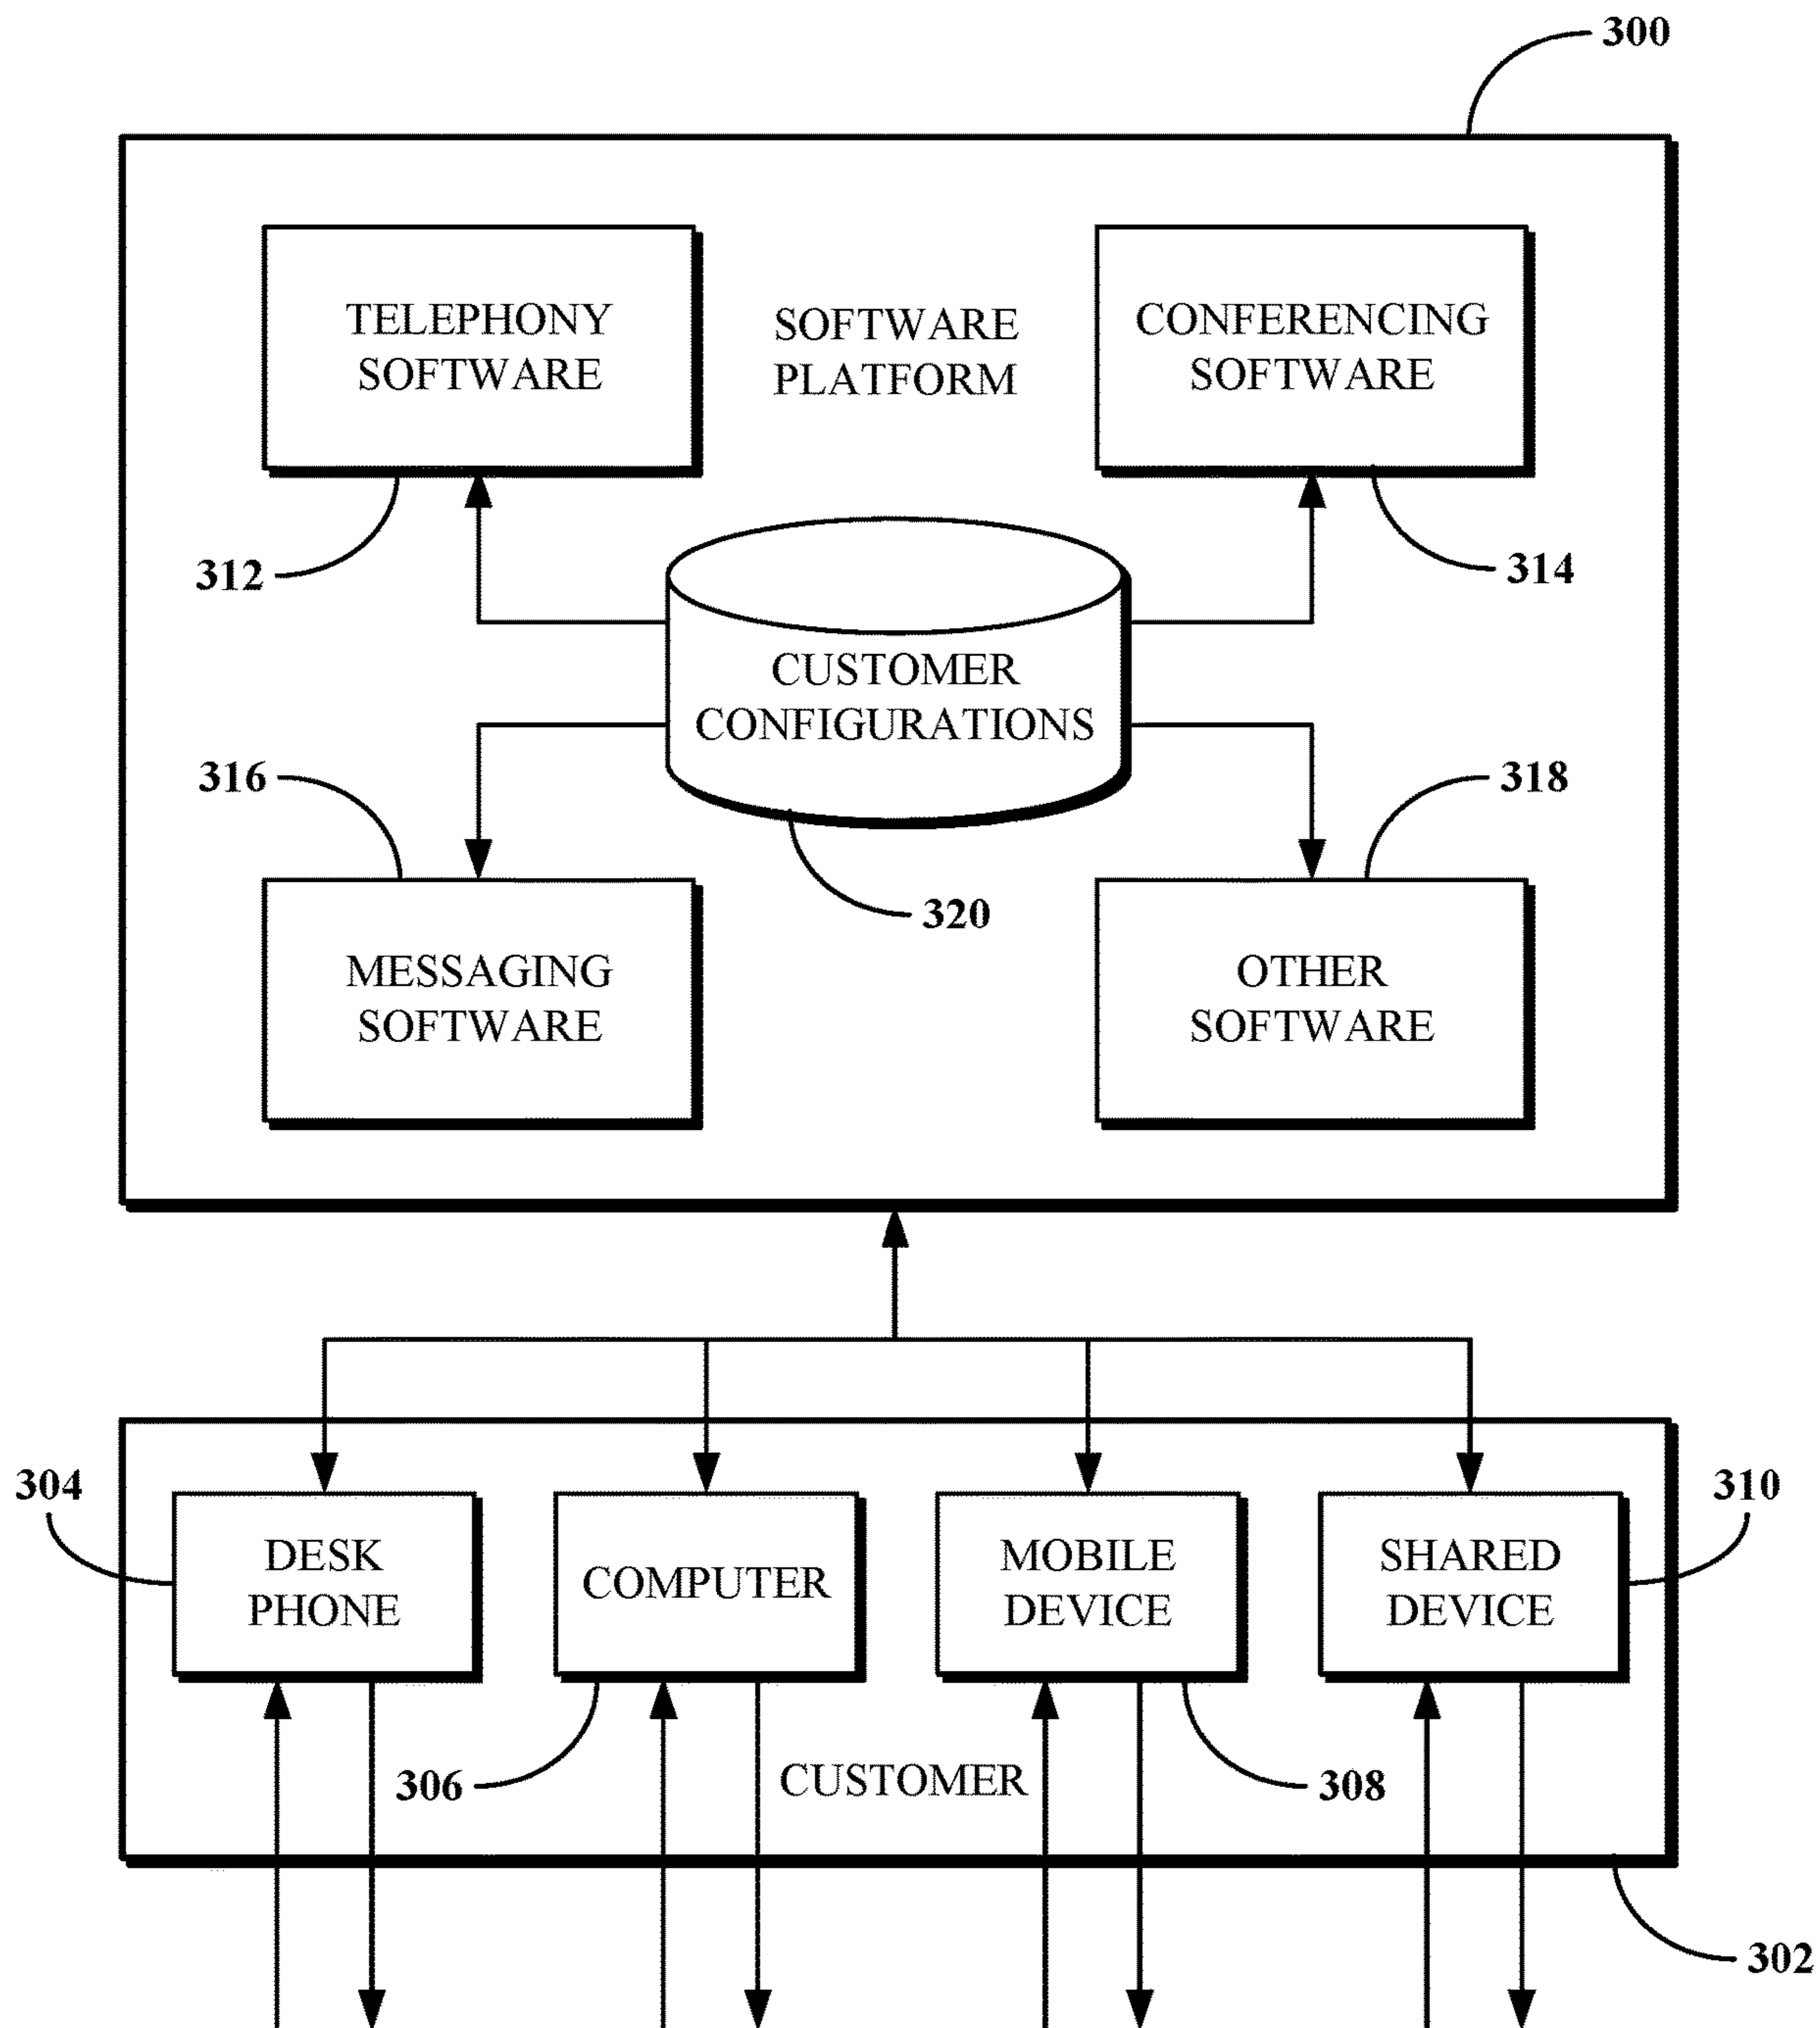 300
TELEPHONY
SOFTWARE
SOFTWARE
PLATFORM
CONFERENCING
SOFTWARE
312
314
CUSTOMER
CONFIGURATIONS
316
318
320
MESSAGING
SOFTWARE
OTHER
SOFTWARE
304
310
DESK
PHONE
COMPUTER
MOBILE
DEVICE
SHARED
DEVICE
306
CUSTOMER
308
302